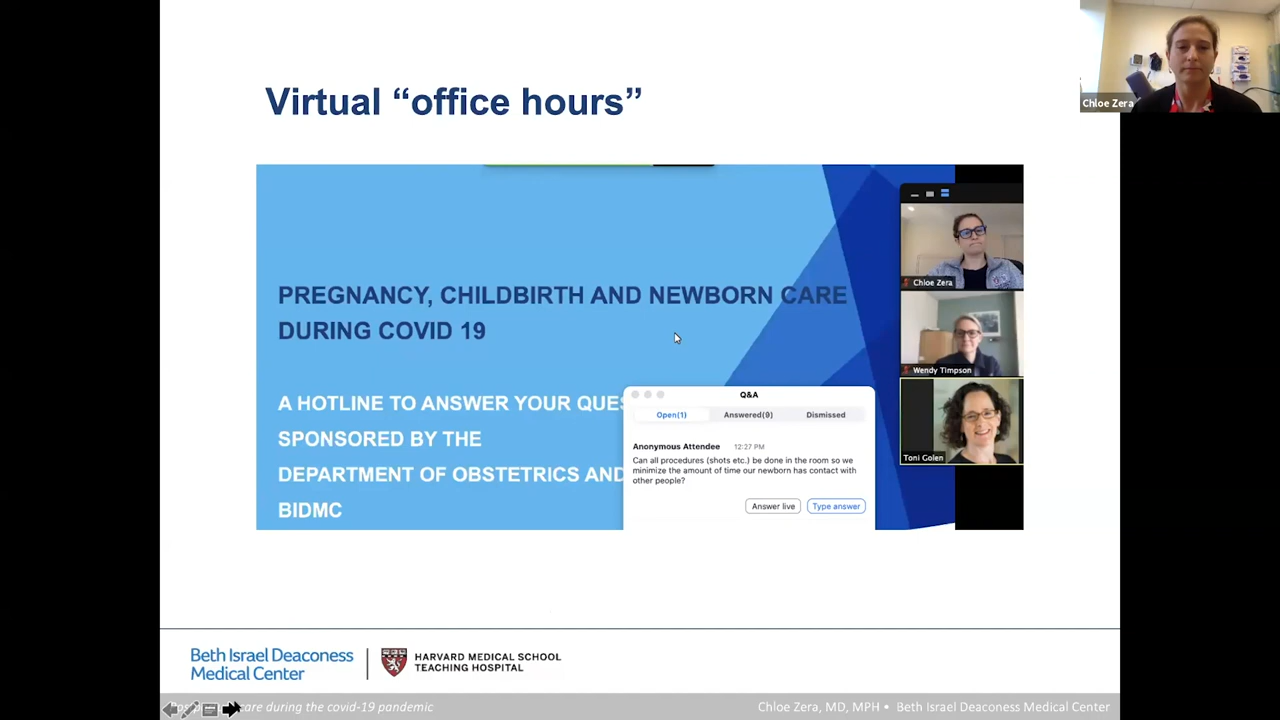 Virtual “office hours”
Chloe Zera
PREGNANCY, CHILDBIRTH AND NEWBORN CARE
DURING COVID 19
A HOTLINE TO ANSWER YOUR QUES
SPONSORED BY THE
DEPARTMENT OF OBSTETRICS AND
BIDMC
Chloe Zera
Wendy Timpson
Toni Golen
Q&A
Open(1) Answered(9) Dismissed
Anonymous Attendee 12:27 PM
Can all procedures (shots etc.) be done in the room so we
minimize the amount of time our newborn has contact with
other people?
Answer live Type answer
Beth Israel Deaconess
Medical Center
HARVARD MEDICAL SCHOOL
TEACHING HOSPITAL
care during the covid-19 pandemic
Chloe Zera, MD, MPH • Beth Israel Deaconess Medical Center